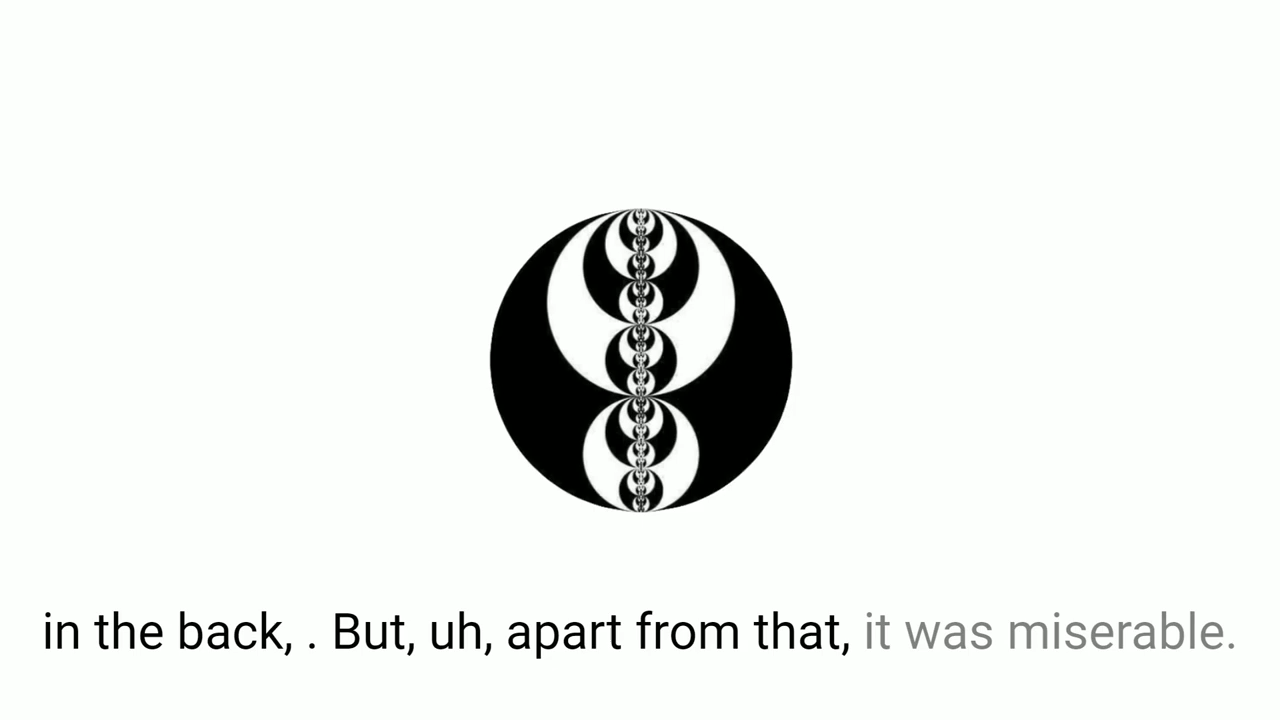 in the back, . But, uh, apart from that, it was miserable.